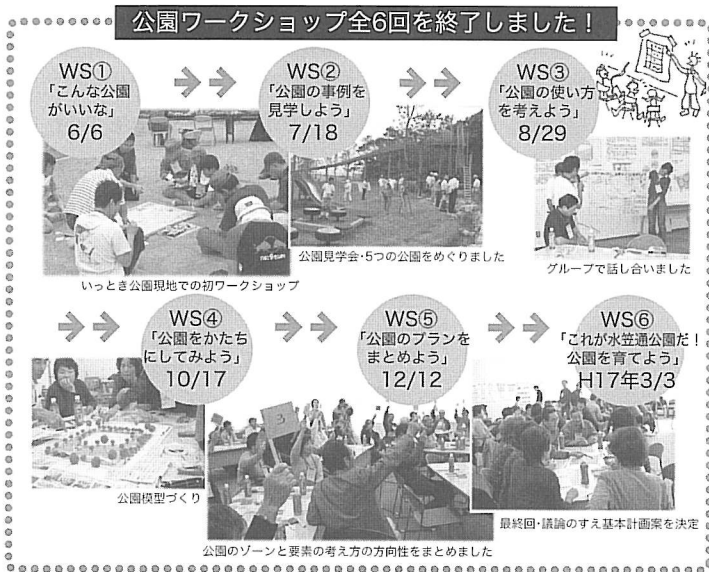 公園ワークショップ全6回を終了しました！
WS①
「こんな公園
がいいな」
6/6
WS②
「公園の事例を
見学しよう」
7/18
WS③
「公園の使い方
を考えよう」
8/29
いっとき公園現地での初ワークショップ
公園見学会・5つの公園をめぐりました
グループで話し合いました
WS④
「公園をかたち
にしてみよう」
10/17
WS⑤
「公園のプランを
まとめよう」
12/12
WS⑥
「これが水笠通公園だ！
公園を育てよう」
H17年3/3
3
公園模型づくり
公園のゾーンと要素の考え方の方向性をまとめました
最終回・議論のすえ基本計画案を決定